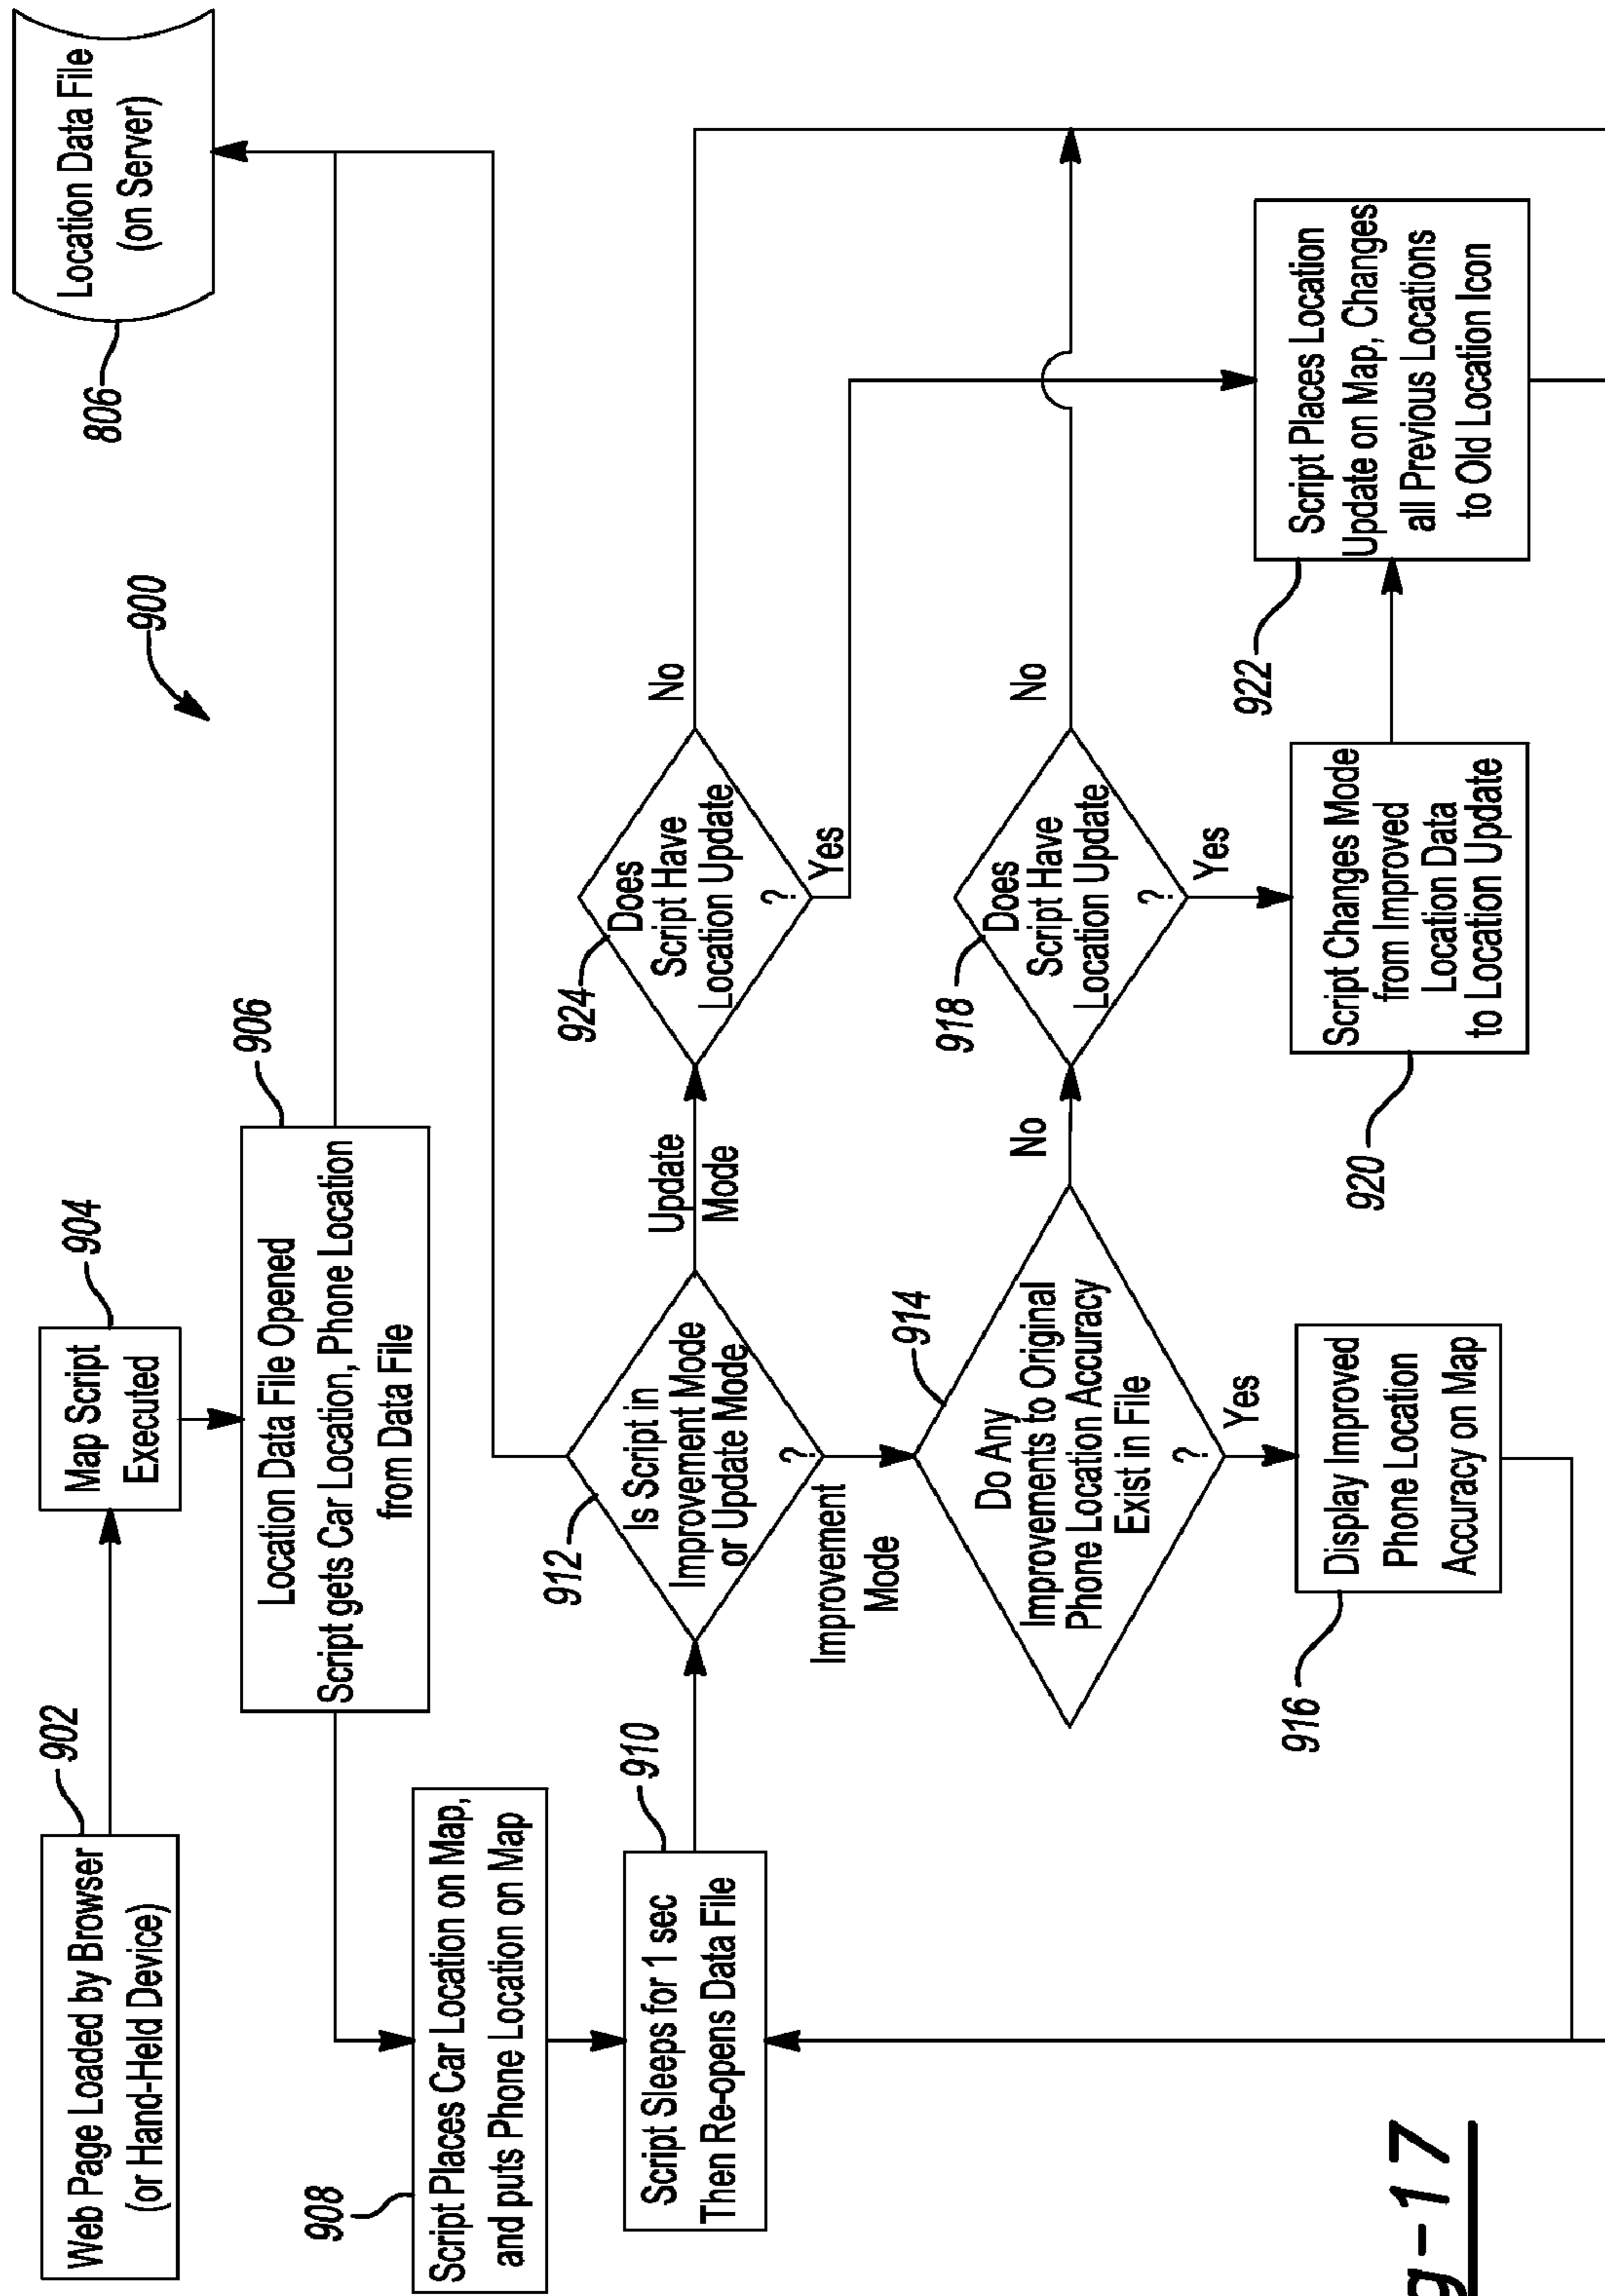 900
902
Web Page Loaded by Browser
(or Hand-Held Device)
904
Map Script
Executed
806
Location Data File
(on Server)
906
Location Data File Opened
Script gets Car Location, Phone Location
from Data File
908
Script Places Car Location on Map,
and puts Phone Location on Map
910
Script Sleeps for 1 sec
Then Re-opens Data File
912
Is Script in
Improvement Mode
or Update Mode
?
Update
Mode
Improvement
Mode
924
Does
Script Have
Location Update
?
No
Yes
914
Do Any
Improvements to Original
Phone Location Accuracy
Exist in File
?
No
Yes
918
Does
Script Have
Location Update
?
No
Yes
916
Display Improved
Phone Location
Accuracy on Map
920
Script Changes Mode
from Improved
Location Data
to Location Update
922
Script Places Location
Update on Map, Changes
all Previous Locations
to Old Location Icon
g-17